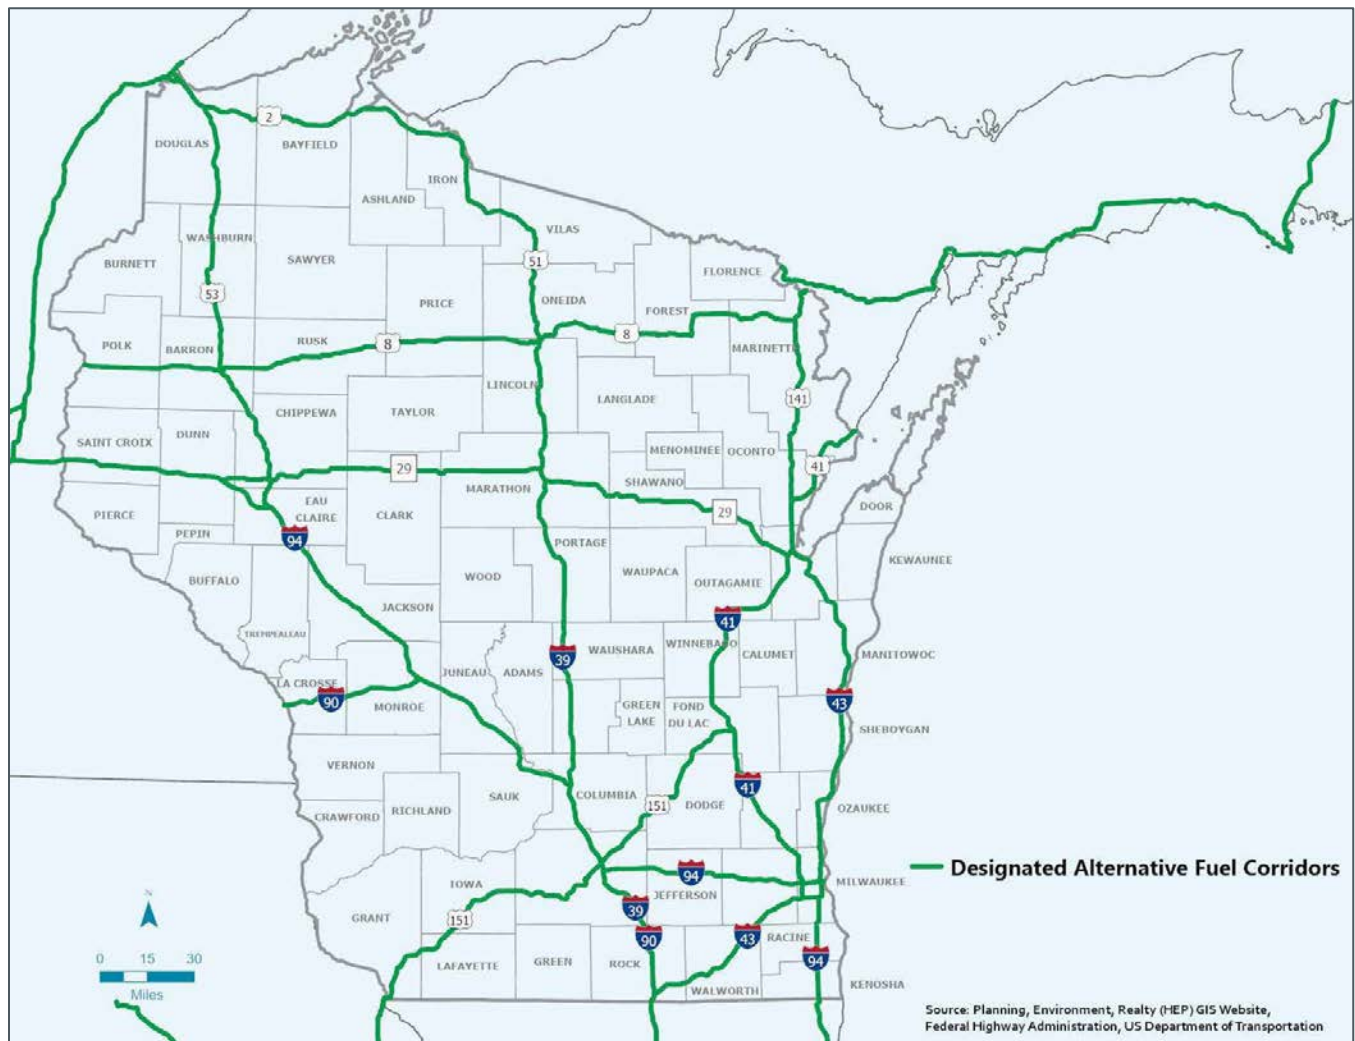 2
DOUGLAS
BAYFIELD
IRON
ASHLAND
VILAS
WASHBURN
SAWYER
51
BURNETT
FLORENCE
53
PRICE
ONEIDA
FOREST
8
RUSK
8
POLK
BARRON
MARINETTE
LINCOLN
141
CHIPPEWA
TAYLOR
LANGLADE
DUNN
SAINT CROIX
MENOMINEE
OCONTO
29
41
SHAWANO
MARATHON
EAU
CLAIRE
CLARK
29
DOOR
PIERCE
PEPIN
94
PORTAGE
KEWAUNEE
BUFFALO
WOOD
WAUPACA
OUTAGAMIE
JACKSON
41
TREMPEALEAU
WINNEBAGO
WAUSHARA
CALUMET
MANITOWOC
39
JUNEAU
ADAMS
LA CROSSE
90
MONROE
GREEN
LAKE
FOND
DU LAC
43
SHEBOYGAN
VERNON
41
SAUK
COLUMBIA
151
DODGE
OZAUKEE
RICHLAND
CRAWFORD
94
Designated Alternative Fuel Corridors
IOWA
JEFFERSON
MILWAUKEE
N
39
GRANT
151
90
43
RACINE
0 15 30
Miles
LAFAYETTE
GREEN
ROCK
94
WALWORTH
KENOSHA
Source: Planning, Environment, Realty (HEP) GIS Website,
Federal Highway Administration, US Department of Transportation